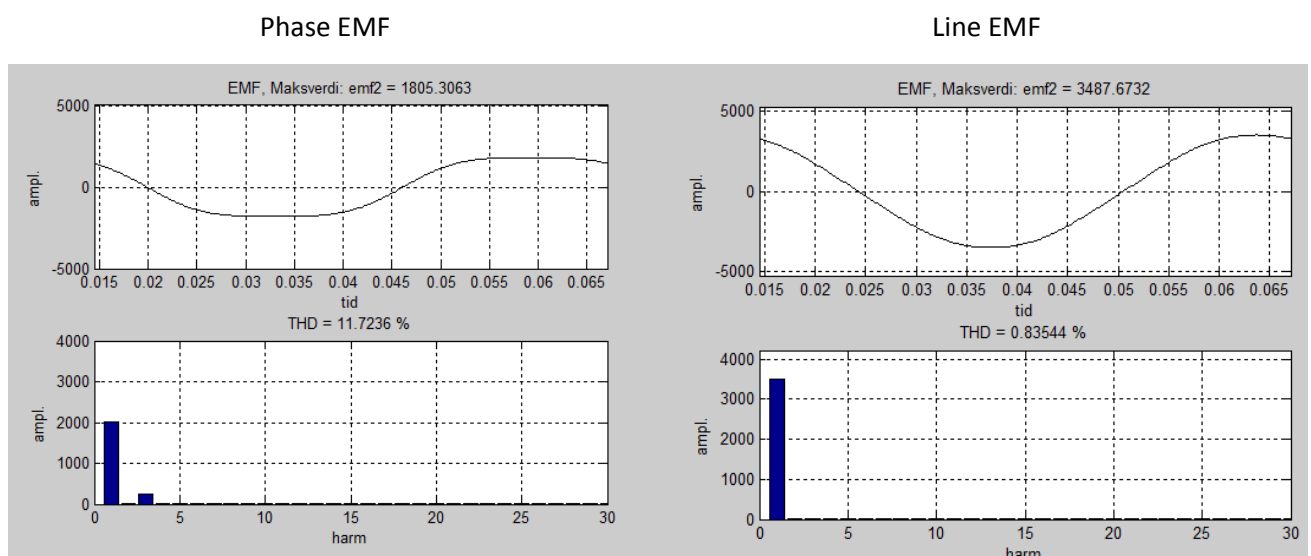 Phase EMF
Line EMF
EMF, Maksverdi: emf2 = 1805.3063
5000
0
-5000
ampl.
0.015 0.02 0.025 0.03 0.035 0.04 0.045 0.05 0.055 0.06 0.065
tid
THD = 11.7236 %
4000
3000
2000
1000
0
ampl.
0 5 10 15 20 25 30
harm
EMF, Maksverdi: emf2 = 3487.6732
5000
0
-5000
ampl.
0.015 0.02 0.025 0.03 0.035 0.04 0.045 0.05 0.055 0.06 0.065
tid
THD = 0.83544 %
4000
3000
2000
1000
0
ampl.
0 5 10 15 20 25 30
harm